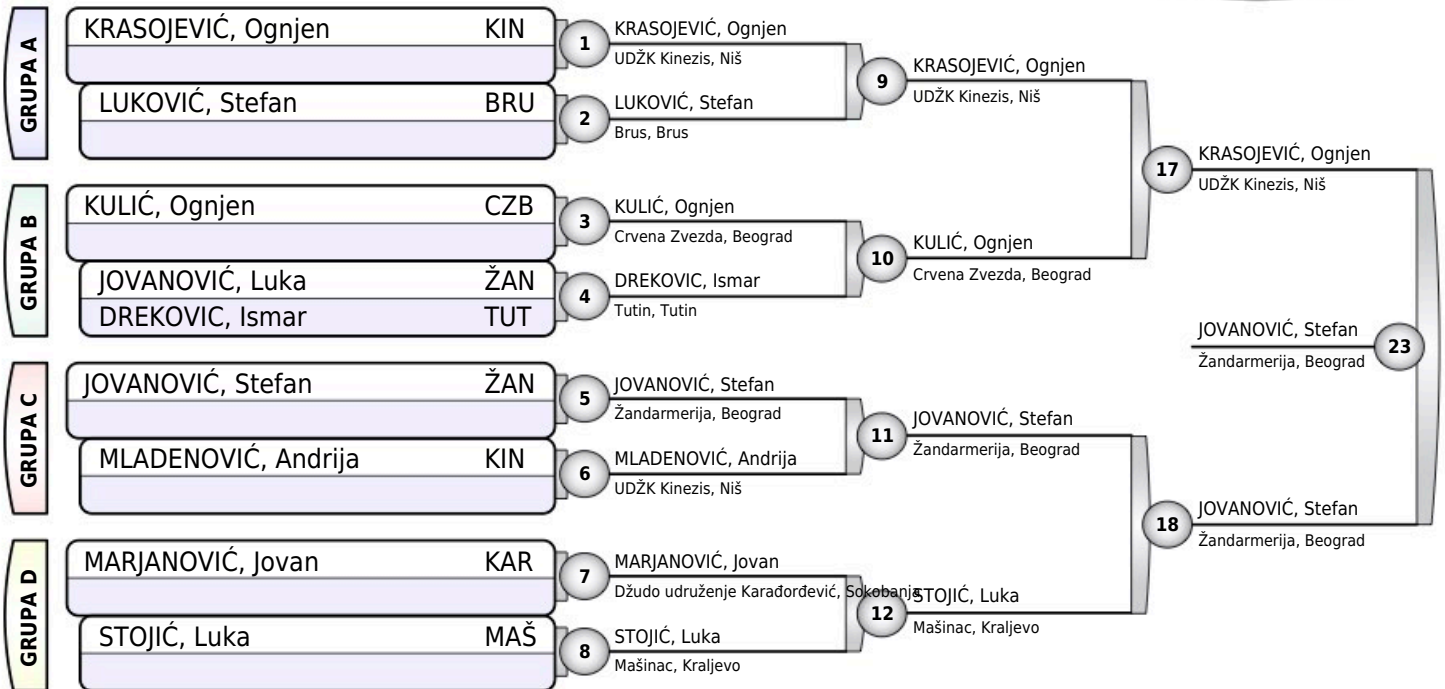 GRUPA A
KRASOJEVIĆ, Ognjen KIN
LUKOVIĆ, Stefan BRU
1
KRASOJEVIĆ, Ognjen
UDŽK Kinezis, Niš
2
LUKOVIĆ, Stefan
Brus, Brus
9
KRASOJEVIĆ, Ognjen
UDŽK Kinezis, Niš
GRUPA B
KULIĆ, Ognjen CZB
JOVANOVIĆ, Luka ŽAN
DREKOVIC, Ismar TUT
3
KULIĆ, Ognjen
Crvena Zvezda, Beograd
4
DREKOVIC, Ismar
Tutin, Tutin
10
KULIĆ, Ognjen
Crvena Zvezda, Beograd
17
KRASOJEVIĆ, Ognjen
UDŽK Kinezis, Niš
GRUPA C
JOVANOVIĆ, Stefan ŽAN
MLADENOVIĆ, Andrija KIN
5
JOVANOVIĆ, Stefan
Žandarmerija, Beograd
6
MLADENOVIĆ, Andrija
UDŽK Kinezis, Niš
11
JOVANOVIĆ, Stefan
Žandarmerija, Beograd
GRUPA D
MARJANOVIĆ, Jovan KAR
STOJIĆ, Luka MAŠ
7
MARJANOVIĆ, Jovan
Džudo udruženje Karađorđević, Sokobanja
8
STOJIĆ, Luka
Mašinac, Kraljevo
12
STOJIĆ, Luka
Mašinac, Kraljevo
18
JOVANOVIĆ, Stefan
Žandarmerija, Beograd
JOVANOVIĆ, Stefan
Žandarmerija, Beograd
23